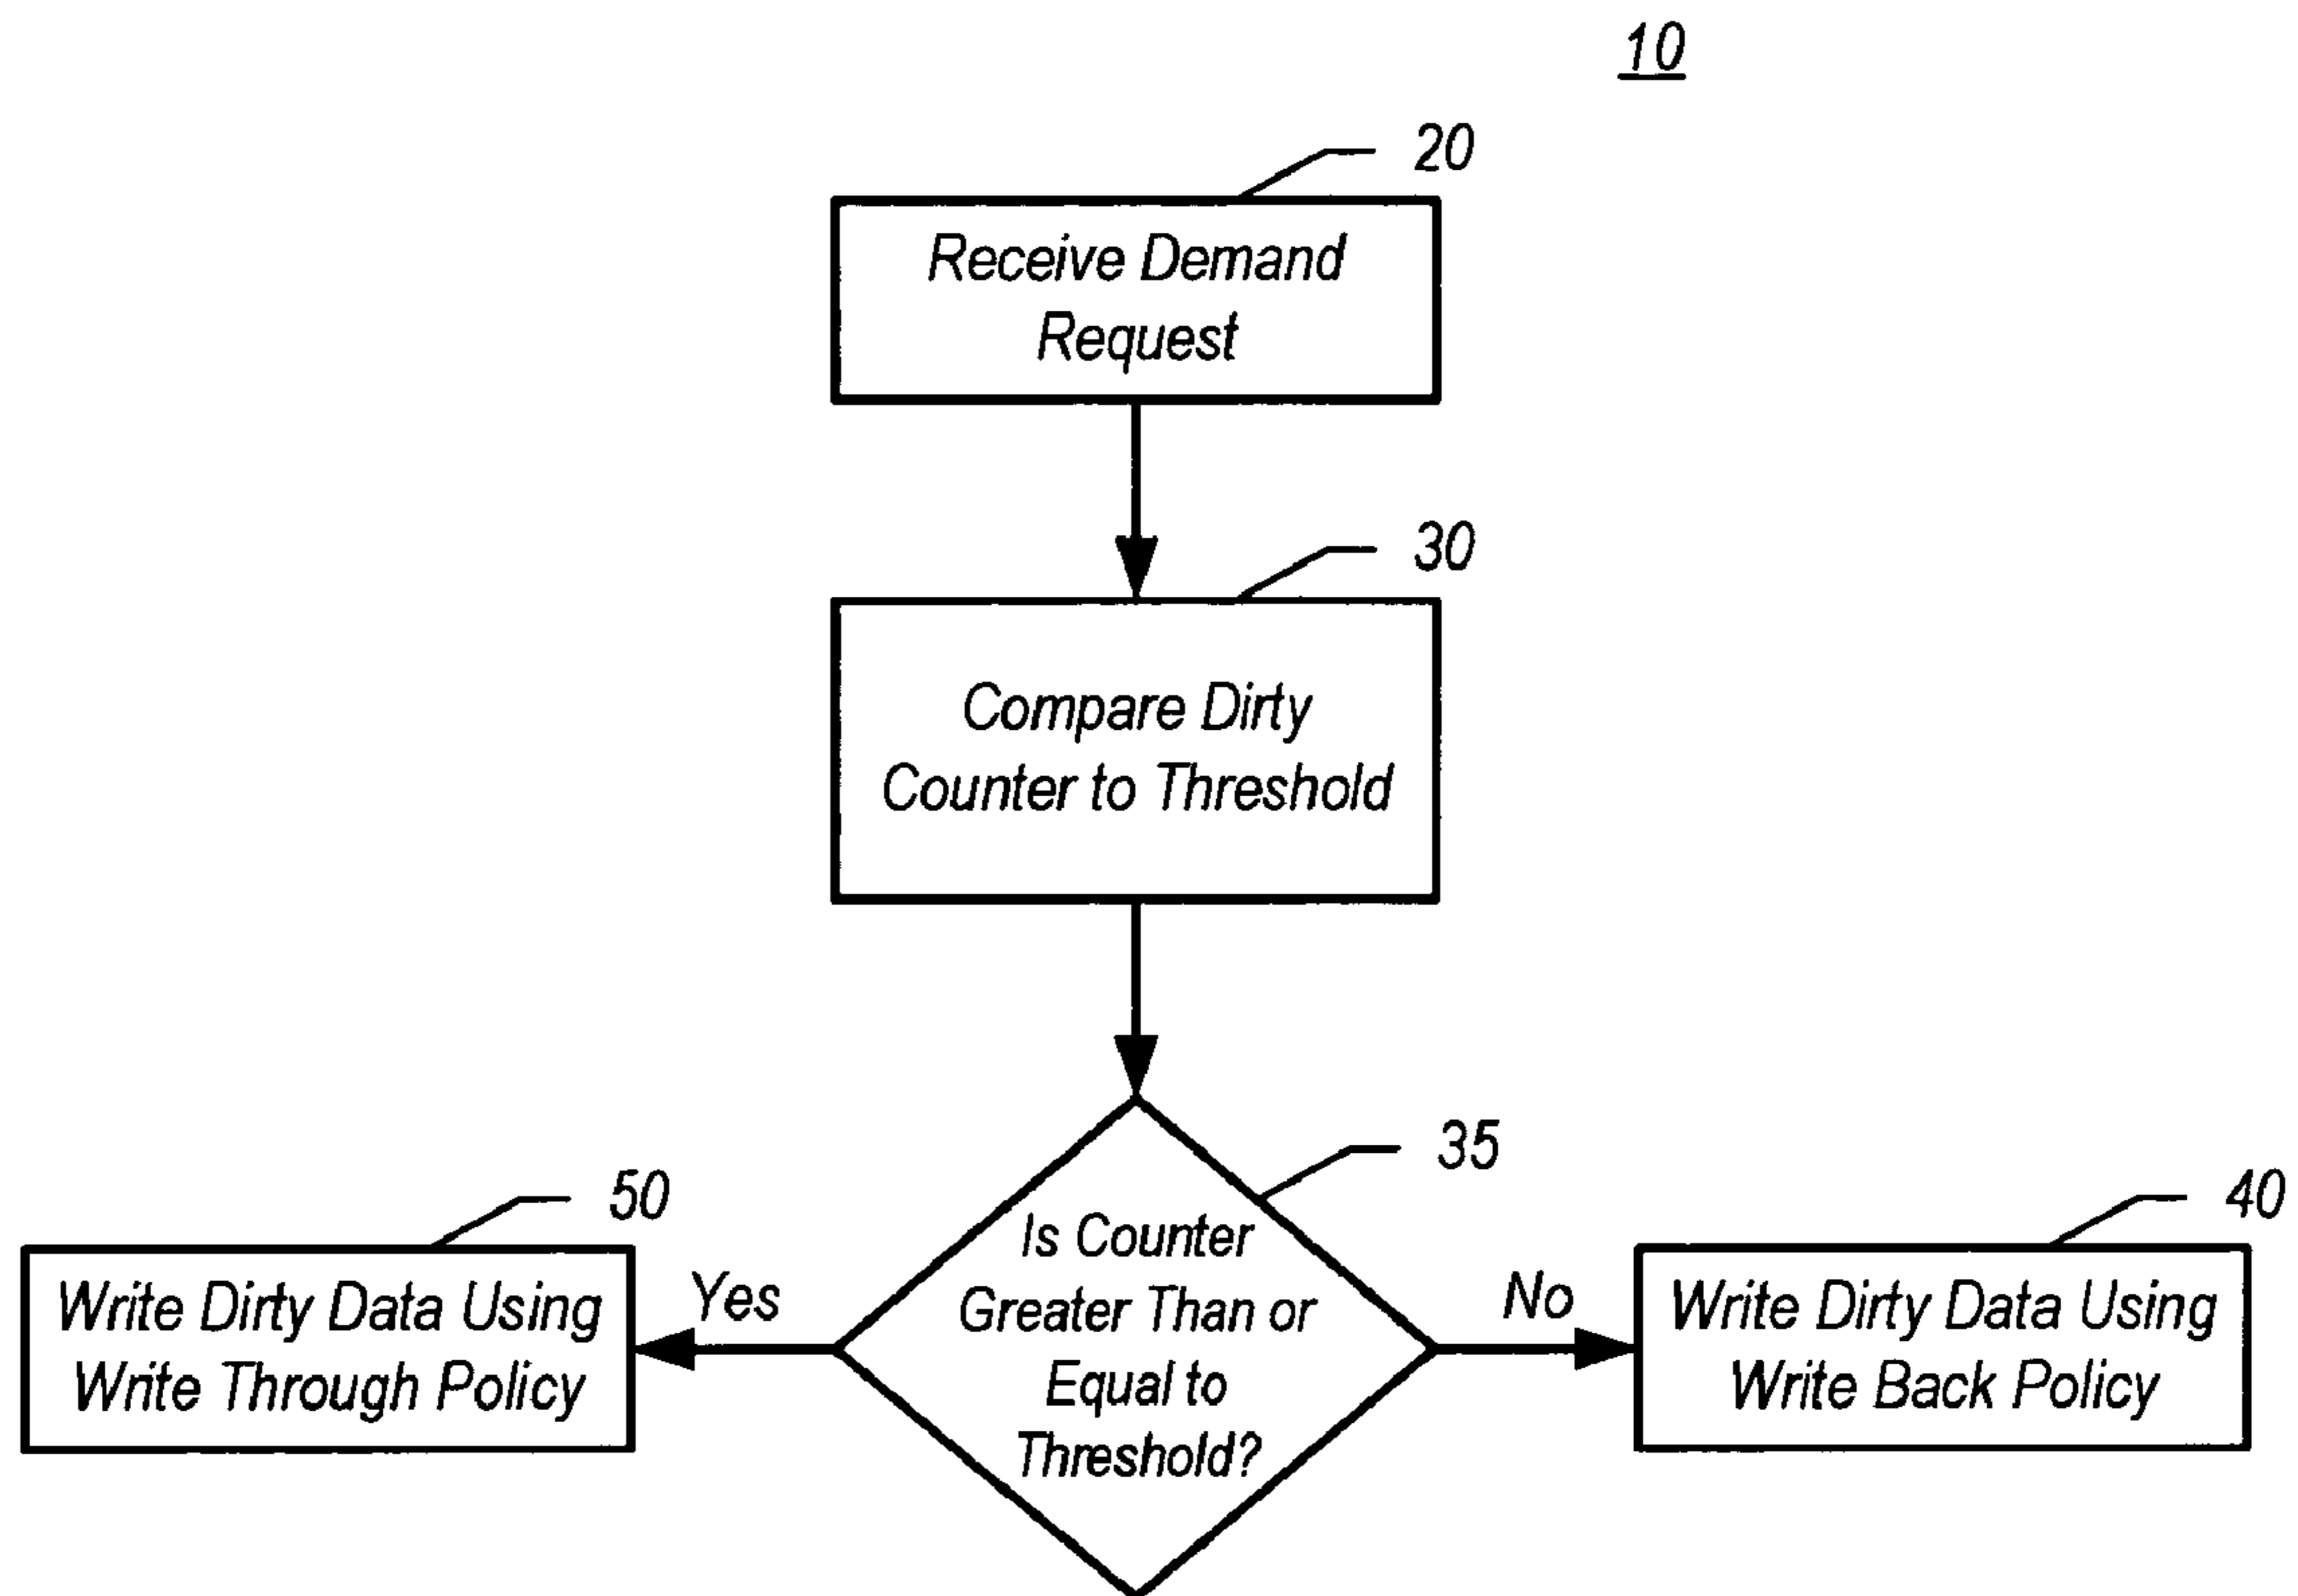 10
20
Receive Demand
Request
30
Compare Dirty
Counter to Threshold
35
Is Counter
Greater Than or
Equal to
Threshold?
50
Yes
Write Dirty Data Using
Write Through Policy
40
No
Write Dirty Data Using
Write Back Policy